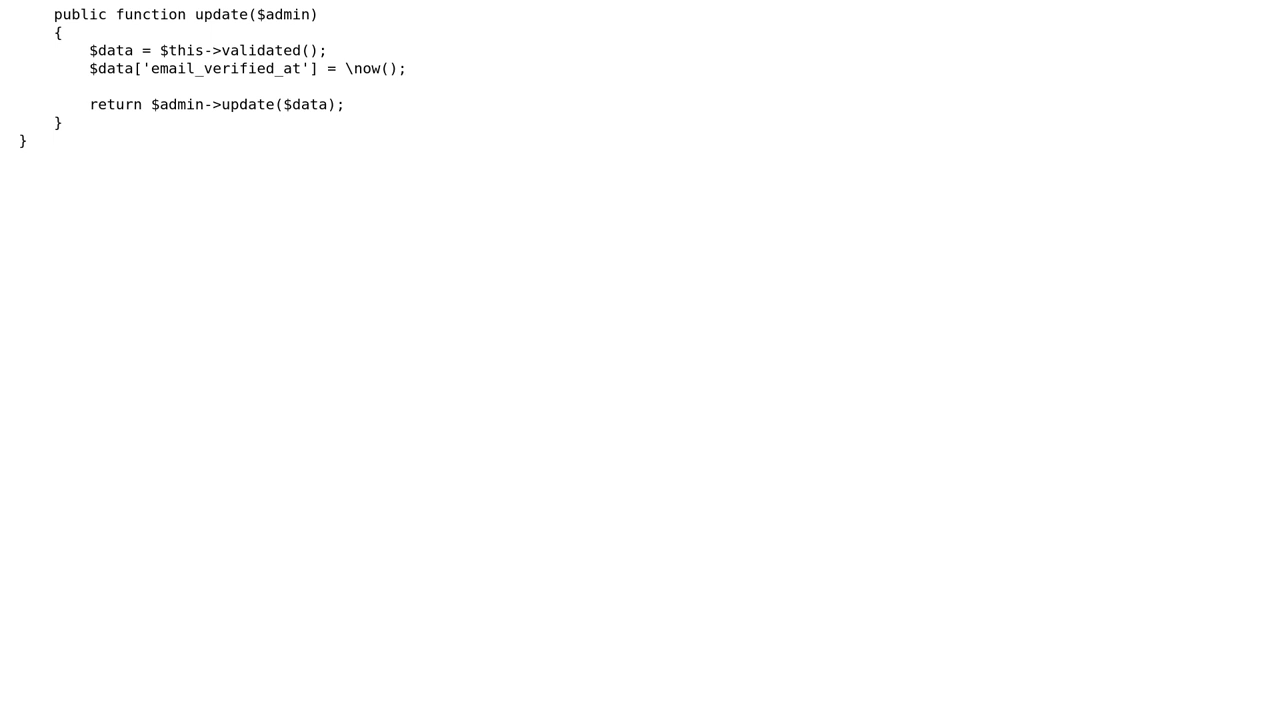 public function update($admin)
    {
        $data = $this->validated();
        $data['email_verified_at'] = \now();

        return $admin->update($data);
    }
}